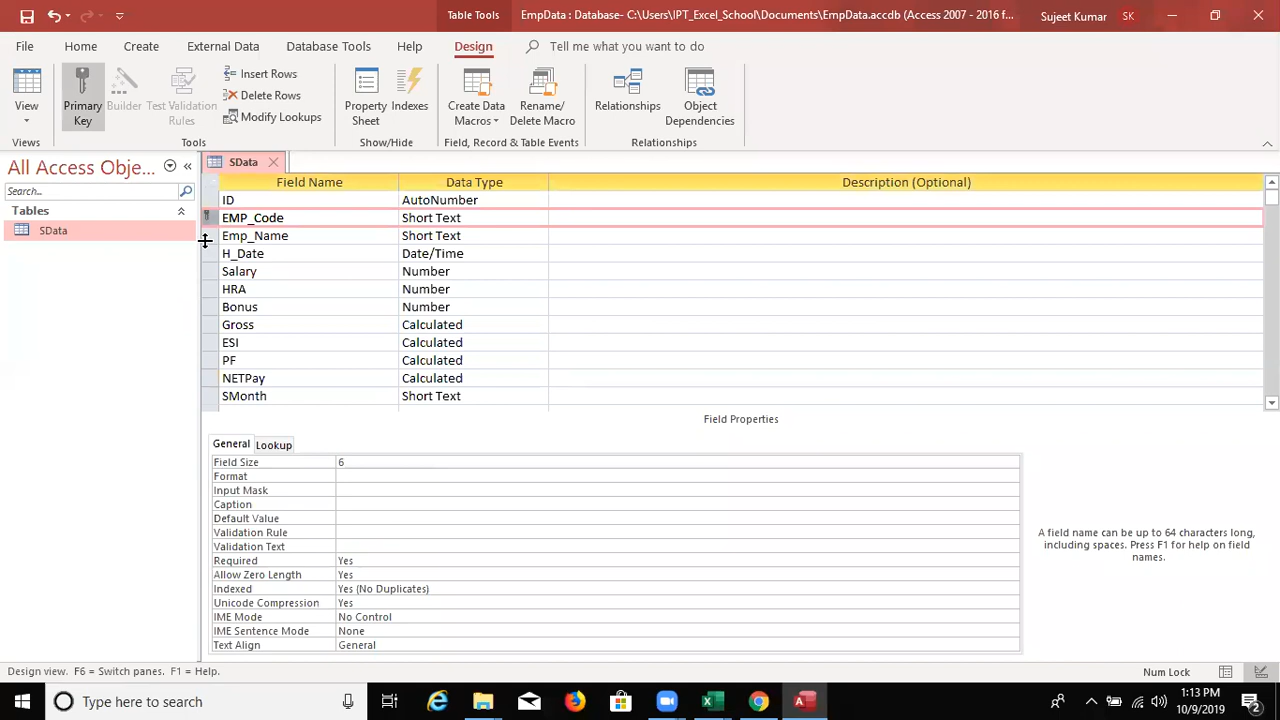 Table Tools
EmpData : Database- C:\Users\IPT_Excel_School\Documents\EmpData.accdb (Access 2007 - 2016 f...
Sujeet Kumar
SK
File Home Create External Data Database Tools Help Design Tell me what you want to do
View
Primary Key
Builder
Test Validation Rules
Insert Rows
Delete Rows
Modify Lookups
Property Sheet
Indexes
Create Data Macros
Rename/ Delete Macro
Relationships
Object Dependencies
Views
Tools
Show/Hide
Field, Record & Table Events
Relationships
All Access Obje...
Search...
Tables
SData
SData
Field Name Data Type Description (Optional)
ID AutoNumber
EMP_Code Short Text
Emp_Name Short Text
H_Date Date/Time
Salary Number
HRA Number
Bonus Number
Gross Calculated
ESI Calculated
PF Calculated
NETPay Calculated
SMonth Short Text
Field Properties
General Lookup
Field Size 6
Format
Input Mask
Caption
Default Value
Validation Rule
Validation Text
Required Yes
Allow Zero Length Yes
Indexed Yes (No Duplicates)
Unicode Compression Yes
IME Mode No Control
IME Sentence Mode None
Text Align General
A field name can be up to 64 characters long,
including spaces. Press F1 for help on field
names.
Design view. F6 = Switch panes. F1 = Help.
Num Lock
Type here to search
1:13 PM
10/9/2019
2